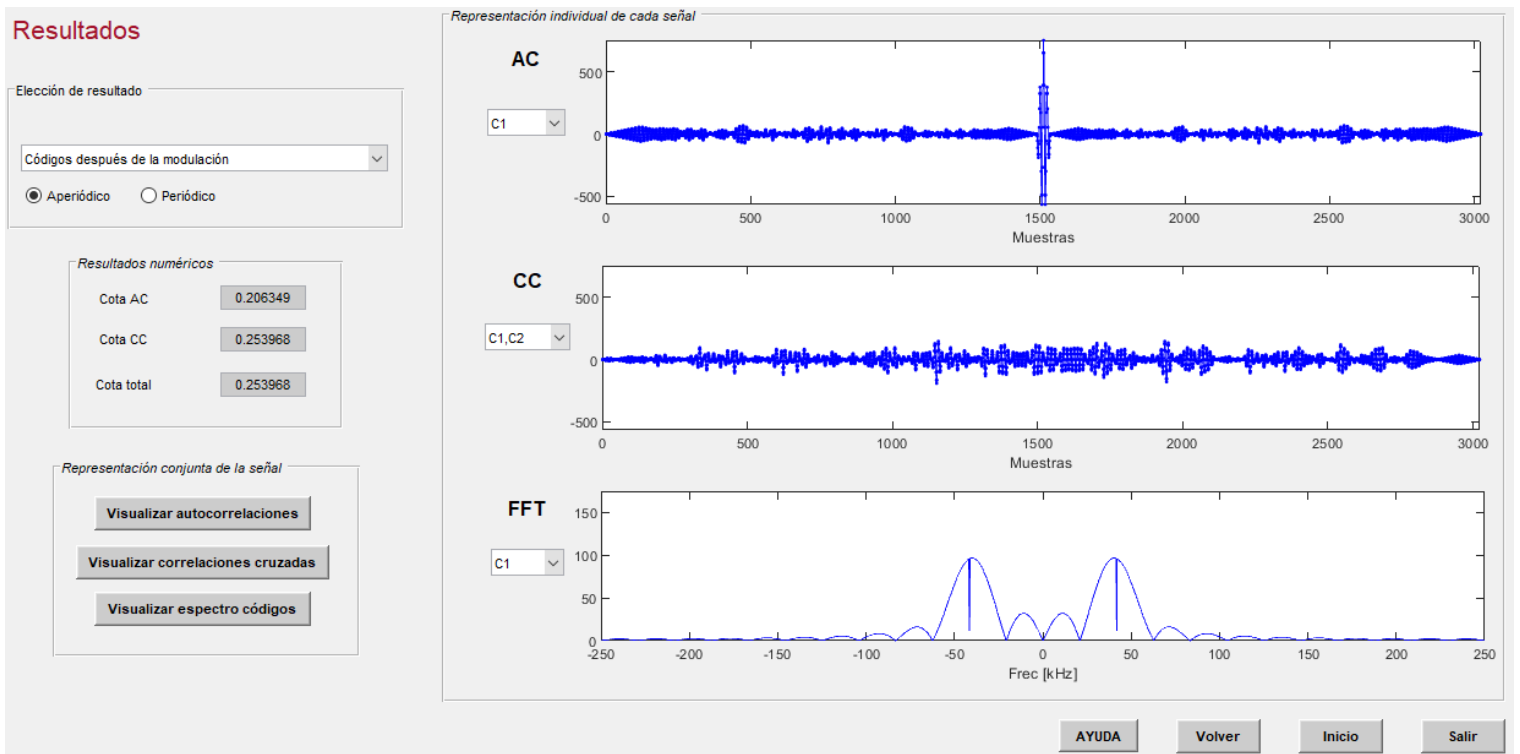 Resultados
Elección de resultado
Códigos después de la modulación
Aperiódico Periódico
Resultados numéricos
Cota AC 0.206349
Cota CC 0.253968
Cota total 0.253968
Representación conjunta de la señal
Visualizar autocorrelaciones
Visualizar correlaciones cruzadas
Visualizar espectro códigos
Representación individual de cada señal
AC
C1
500
0
-500
0 500 1000 1500 2000 2500 3000
Muestras
CC
C1,C2
500
0
-500
0 500 1000 1500 2000 2500 3000
Muestras
FFT
C1
150
100
50
0
-250 -200 -150 -100 -50 0 50 100 150 200 250
Frec [kHz]
AYUDA Volver Inicio Salir